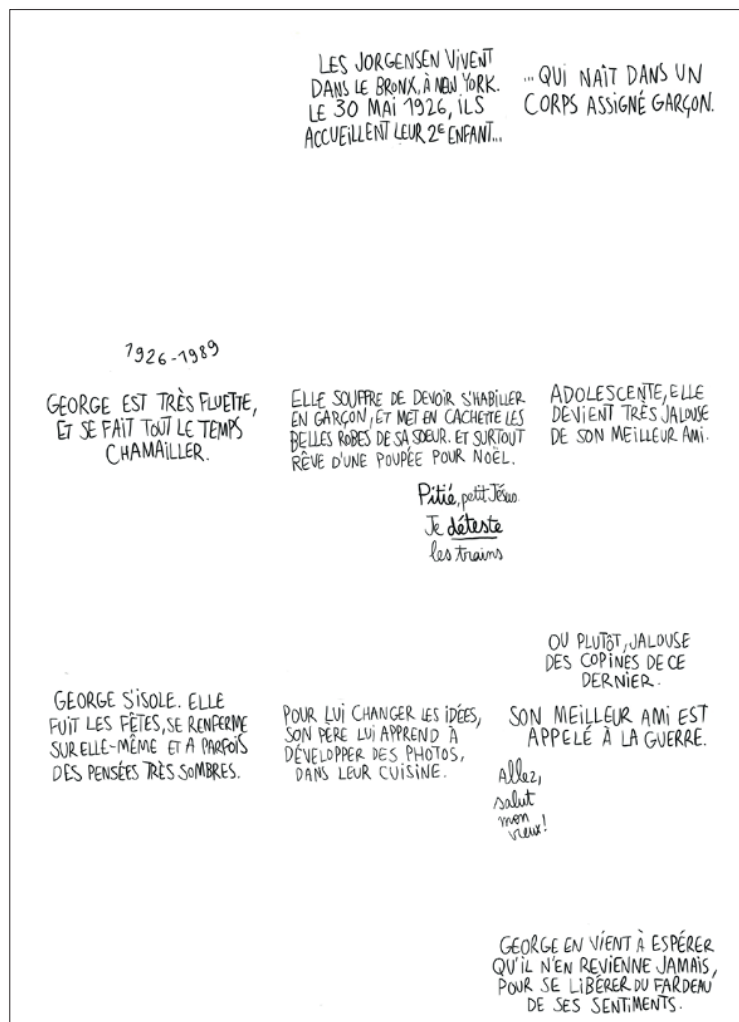 LES JORGENSEN VIVENT
DANS LE BRONX, À NEW YORK.
LE 30 MAI 1926, ILS
ACCUEILLENT LEUR 2E ENFANT...
... QUI NAÎT DANS UN
CORPS ASSIGNÉ GARÇON.
1926-1989
GEORGE EST TRÈS FLUETTE,
ET SE FAIT TOUT LE TEMPS
CHAMAILLER.
ELLE SOUFFRE DE DEVOIR S'HABILLER
EN GARÇON, ET MET EN CACHETTE LES
BELLES ROBES DE SA SOEUR. ET SURTOUT
RÊVE D'UNE POUPÉE POUR NOËL.
Pitié, petit Jésus.
Je déteste
les trains
ADOLESCENTE, ELLE
DEVIENT TRÈS JALOUSE
DE SON MEILLEUR AMI.
OU PLUTÔT, JALOUSE
DES COPINES DE CE
DERNIER.
GEORGE S'ISOLE. ELLE
FUIT LES FÊTES, SE RENFERME
SUR ELLE-MÊME ET A PARFOIS
DES PENSÉES TRÈS SOMBRES.
POUR LUI CHANGER LES IDÉES,
SON PÈRE LUI APPREND À
DÉVELOPPER DES PHOTOS,
DANS LEUR CUISINE.
SON MEILLEUR AMI EST
APPELÉ À LA GUERRE.
Allez,
salut
mon
vieux!
GEORGE EN VIENT À ESPÉRER
QU'IL N'EN REVIENNE JAMAIS,
POUR SE LIBÉRER DU FARDEAU
DE SES SENTIMENTS.